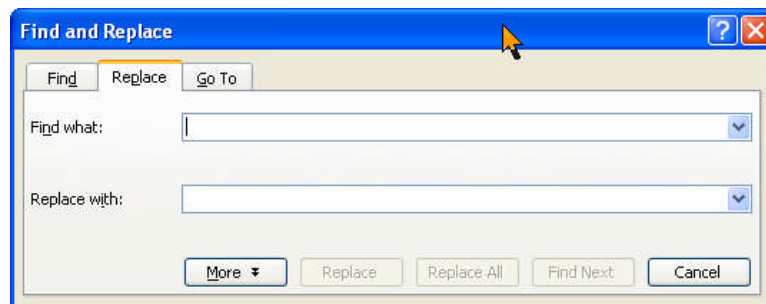 Find and Replace
Find Replace Go To
Find what:
Replace with:
More Replace Replace All Find Next Cancel